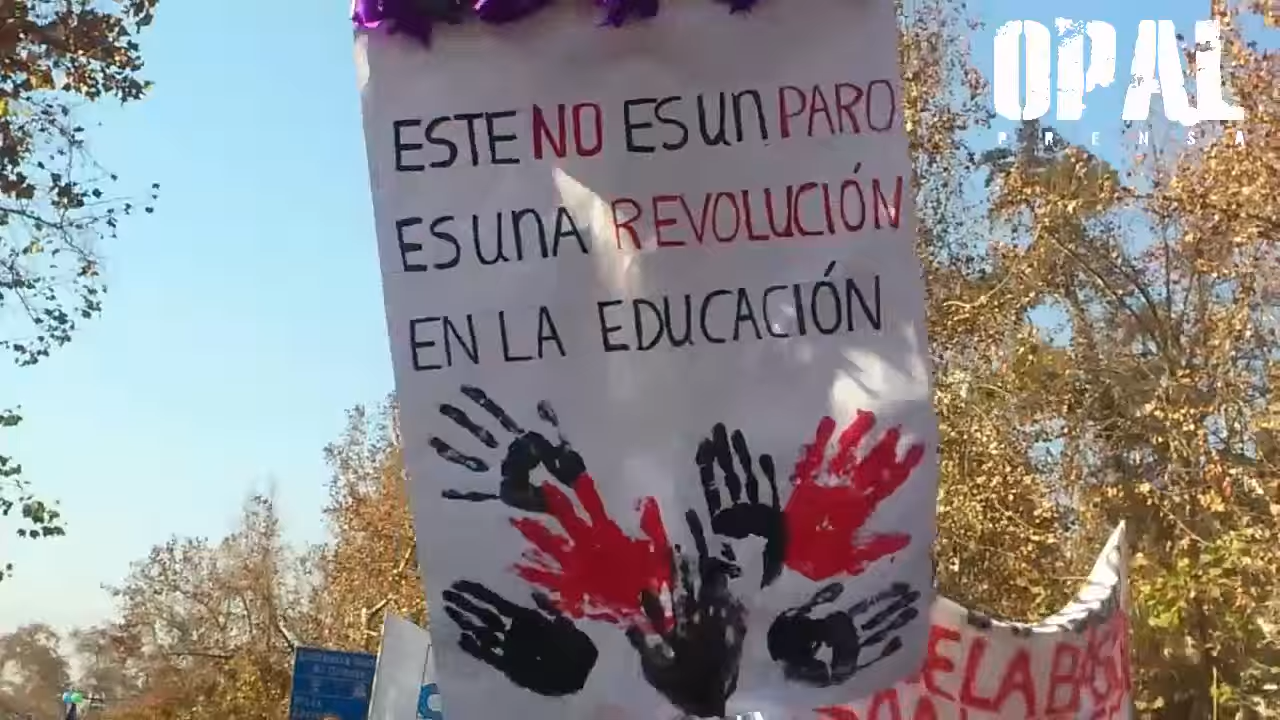 OPAL
PRENSA
ESTE NO ES un PARO
ES unA REVOLUCIÓN
EN LA EDUCACIÓN